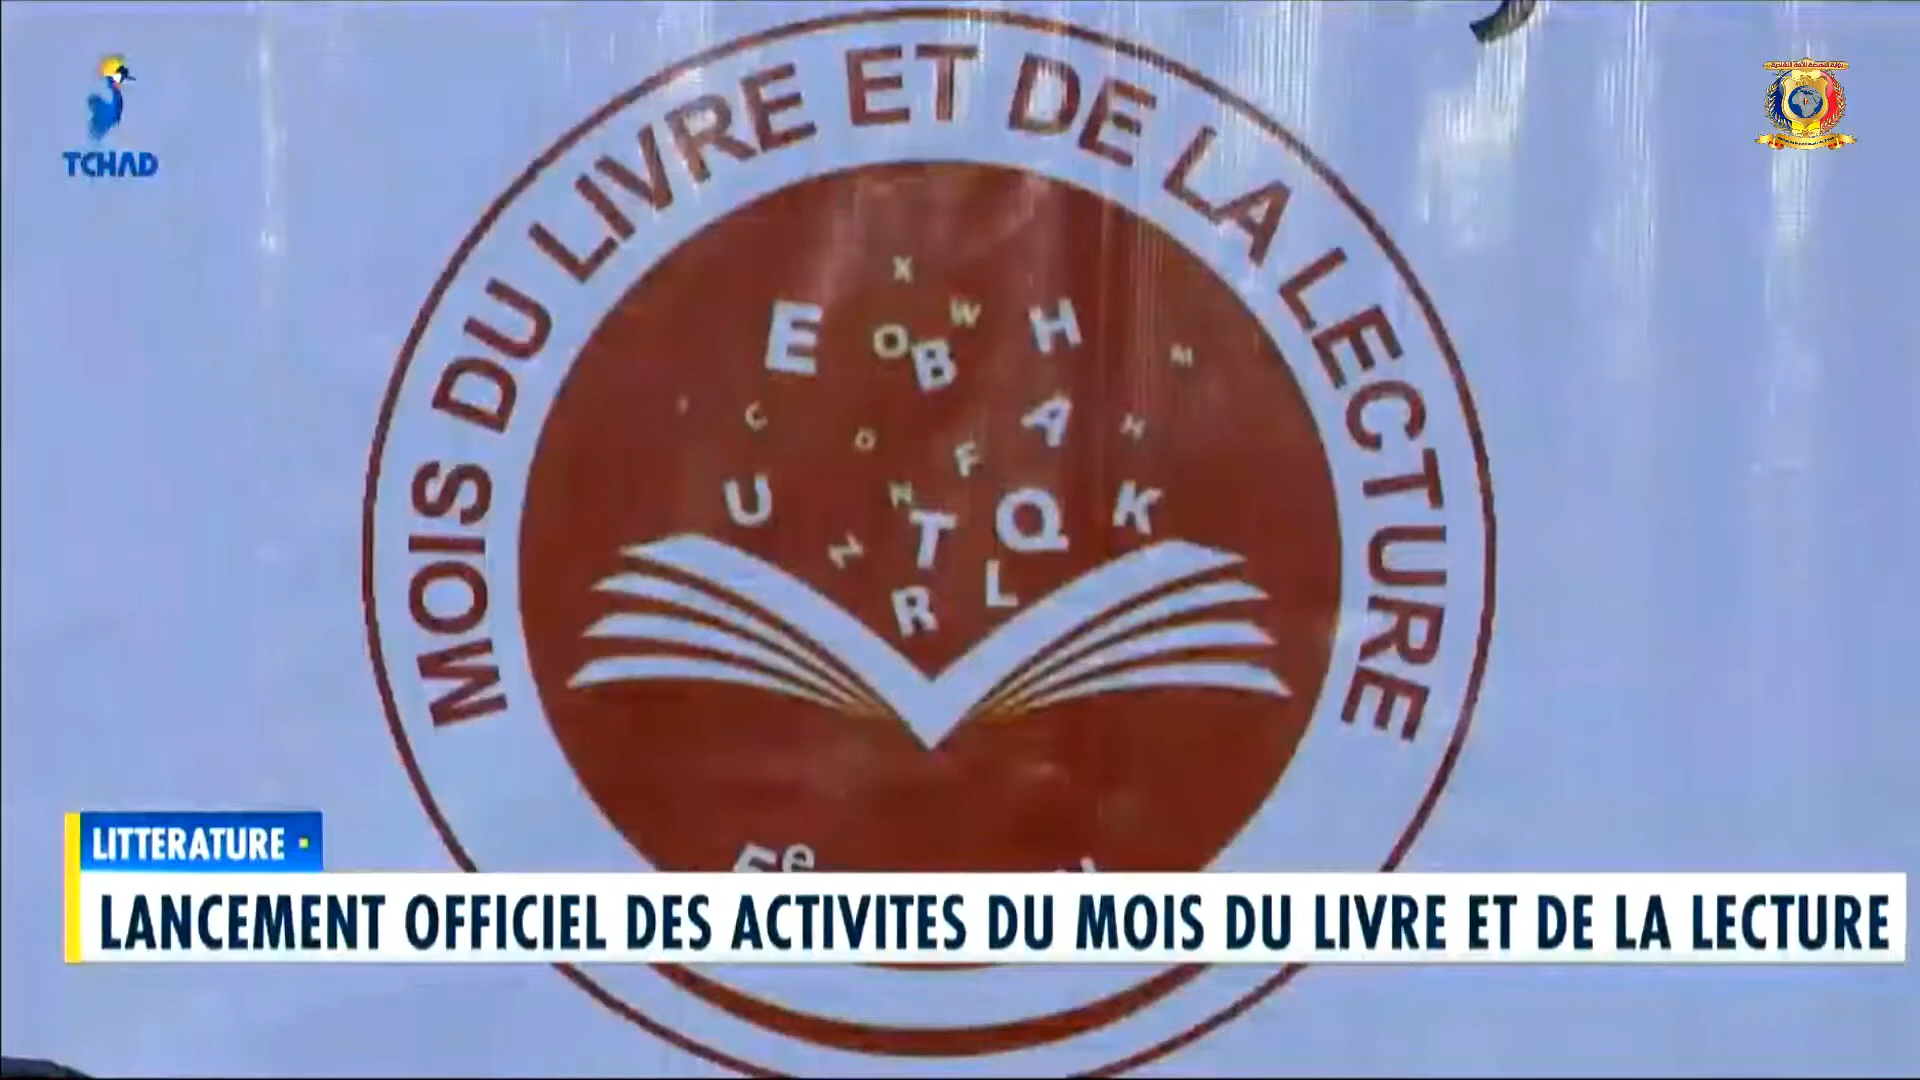 TCHAD
MOIS DU LIVRE ET DE LA LECTURE
X
W
E
O
B
H
M
C
O
A
H
F
U
N
T
Q
K
Z
L
R
LITTERATURE
LANCEMENT OFFICIEL DES ACTIVITES DU MOIS DU LIVRE ET DE LA LECTURE